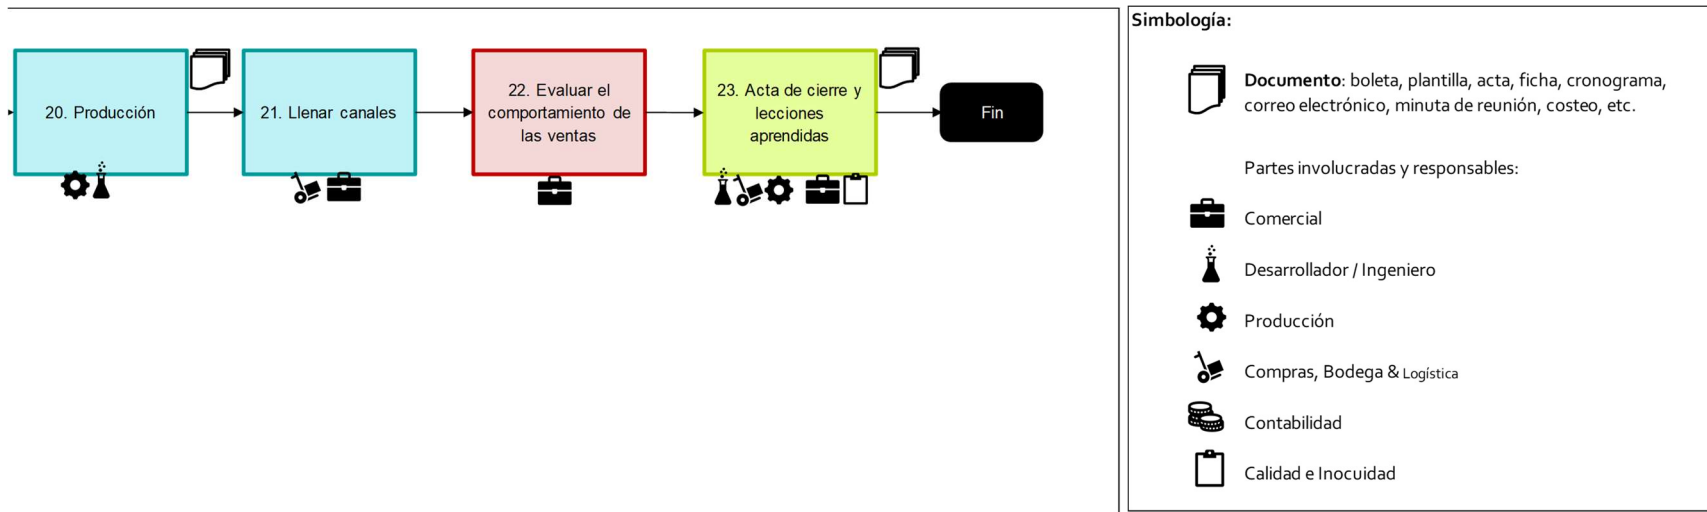 20. Producción
21. Llenar canales
22. Evaluar el
comportamiento de
las ventas
23. Acta de cierre y
lecciones
aprendidas
Fin
Simbología:
Documento: boleta, plantilla, acta, ficha, cronograma,
correo electrónico, minuta de reunión, costeo, etc.
Partes involucradas y responsables:
Comercial
Desarrollador / Ingeniero
Producción
Compras, Bodega & Logística
Contabilidad
Calidad e Inocuidad